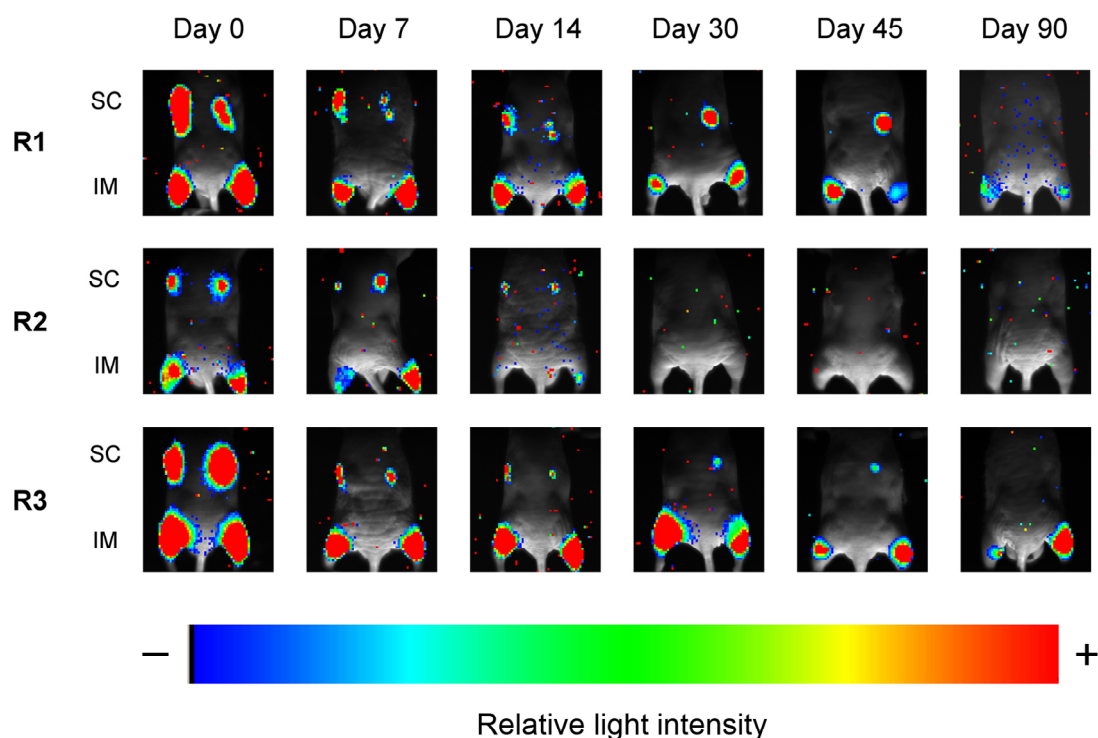 Day 0 Day 7 Day 14 Day 30 Day 45 Day 90
SC
R1
IM
SC
R2
IM
SC
R3
IM
– +
Relative light intensity